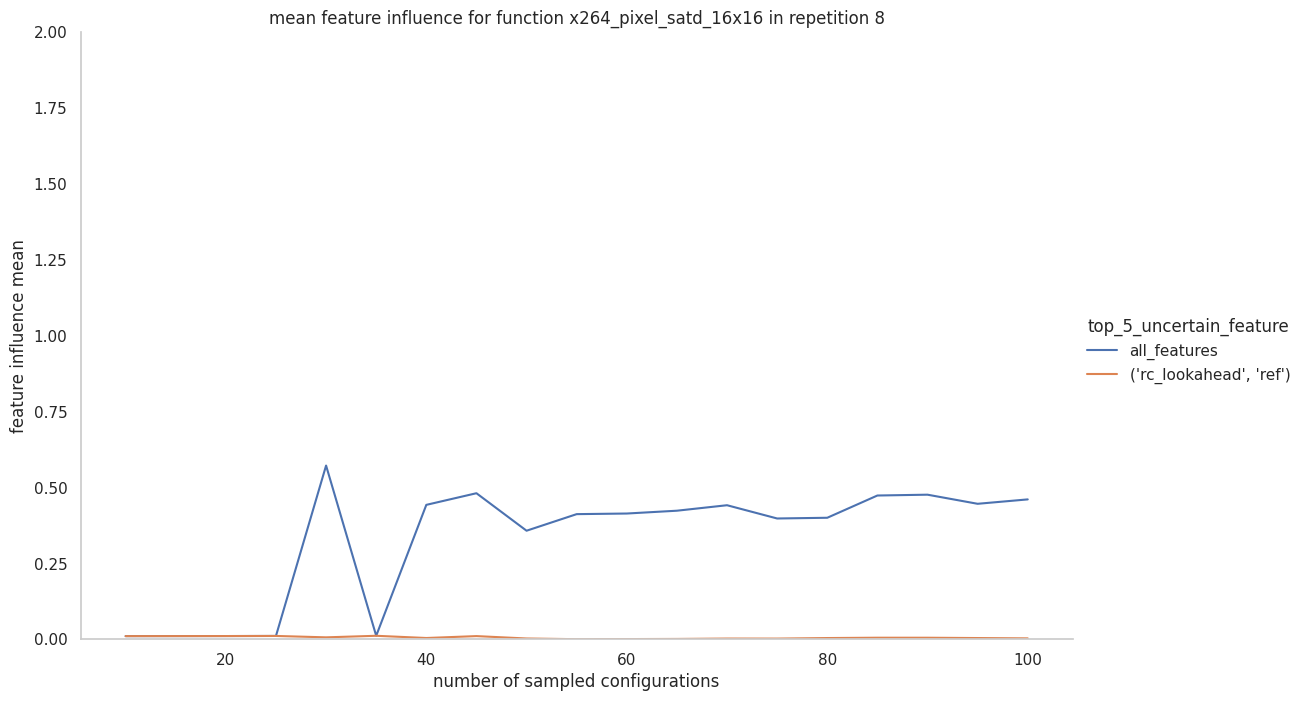 mean feature influence for function x264_pixel_satd_16x16 in repetition 8
2.00
1.75
1.50
1.25
1.00
0.75
0.50
0.25
0.00
feature influence mean
20
40
60
80
100
number of sampled configurations
top_5_uncertain_feature
all_features
('rc_lookahead', 'ref')